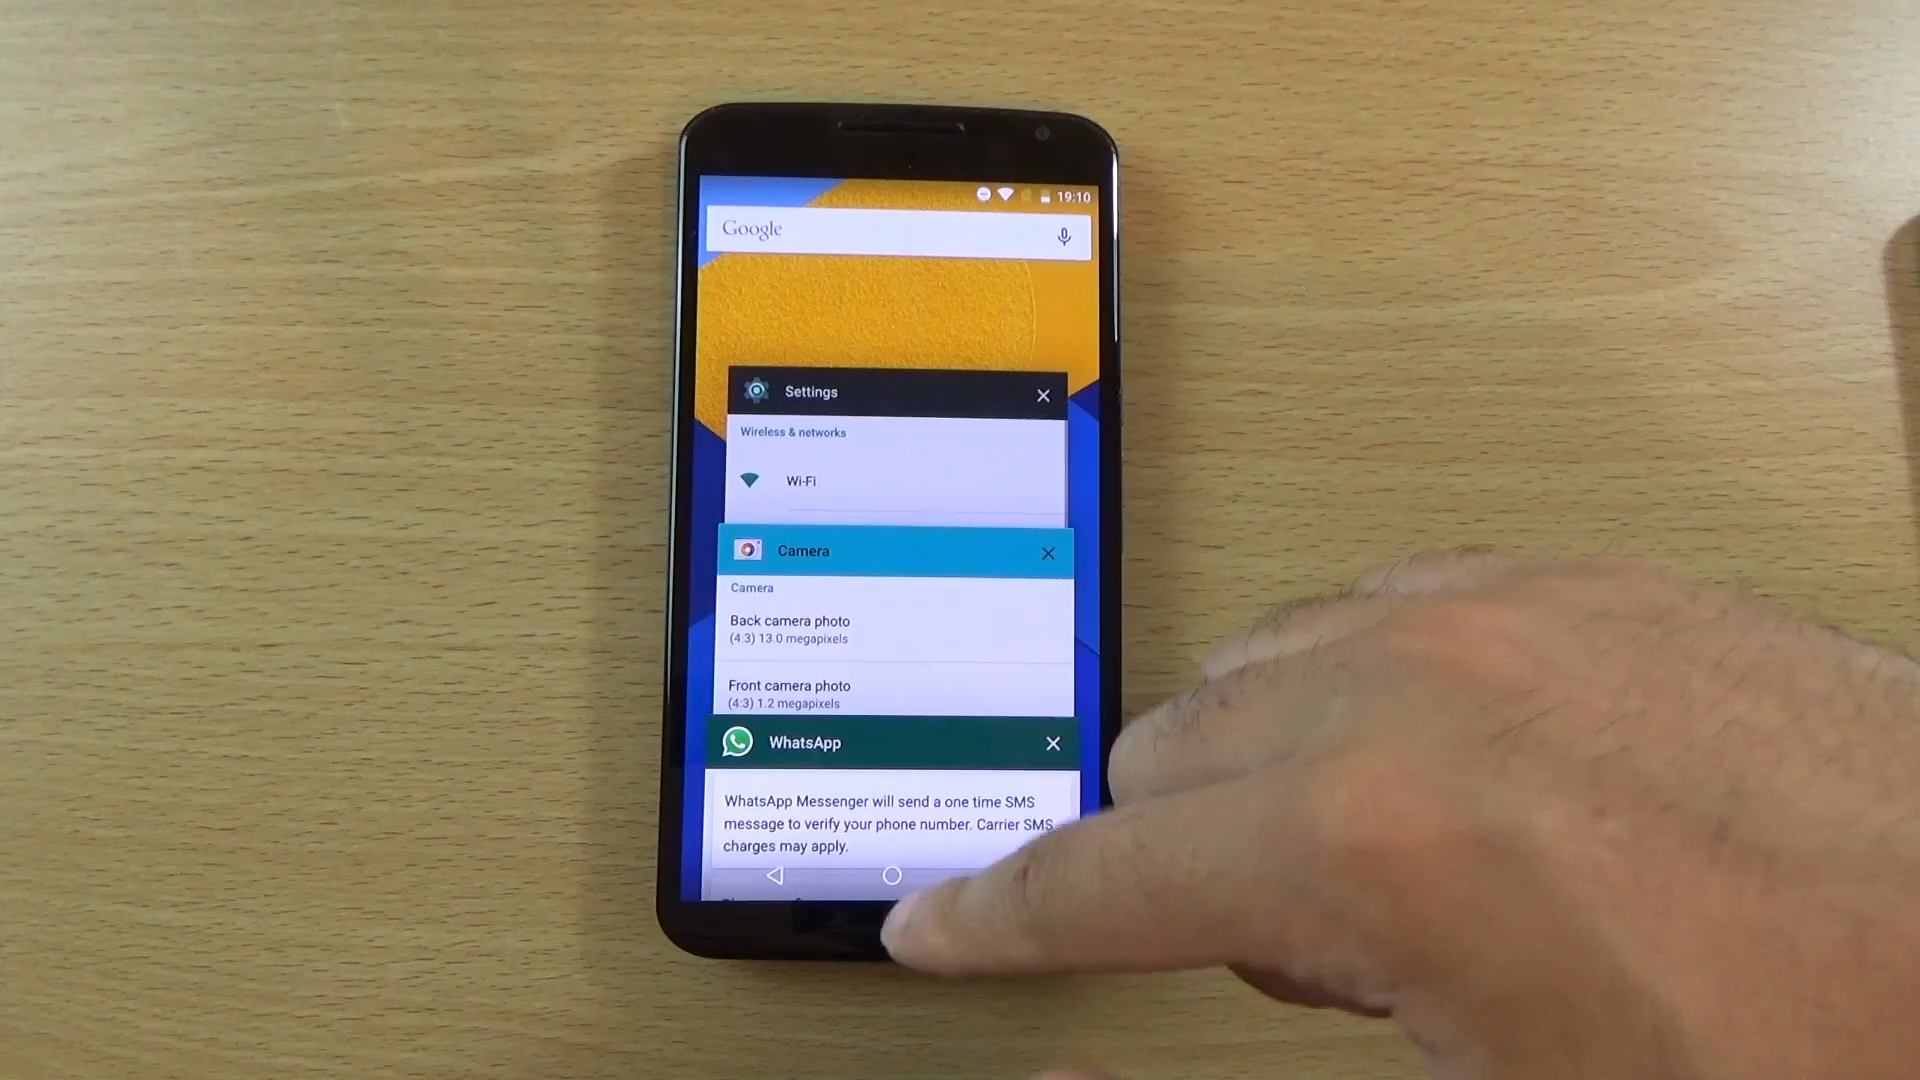 19:10
Google
Settings
Wireless & networks
Wi-Fi
Camera
Camera
Back camera photo
(4:3) 13.0 megapixels
Front camera photo
(4:3) 1.2 megapixels
WhatsApp
WhatsApp Messenger will send a one time SMS
message to verify your phone number. Carrier SMS
charges may apply.